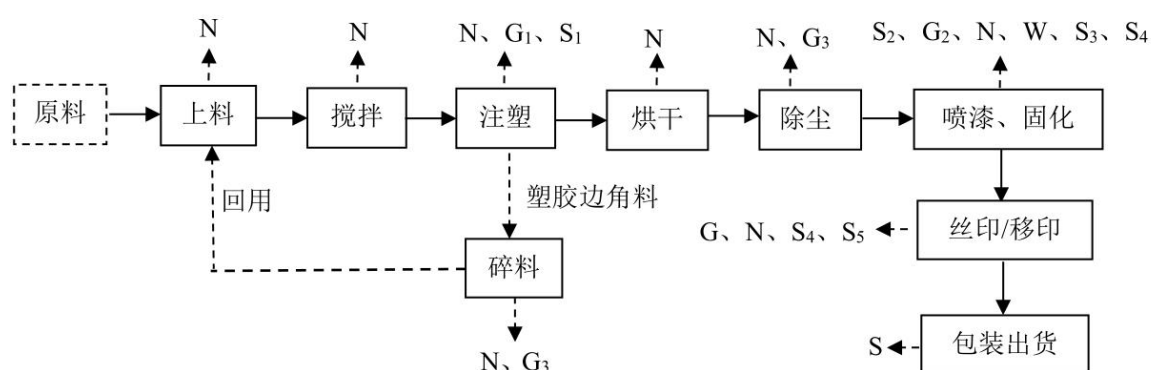 N
N
N、G₁、S₁
N
N、G₃
S₂、G₂、N、W、S₃、S₄
原料
上料
搅拌
注塑
烘干
除尘
喷漆、固化
回用
塑胶边角料
G、N、S₄、S₅
丝印/移印
碎料
N、G₃
S
包装出货